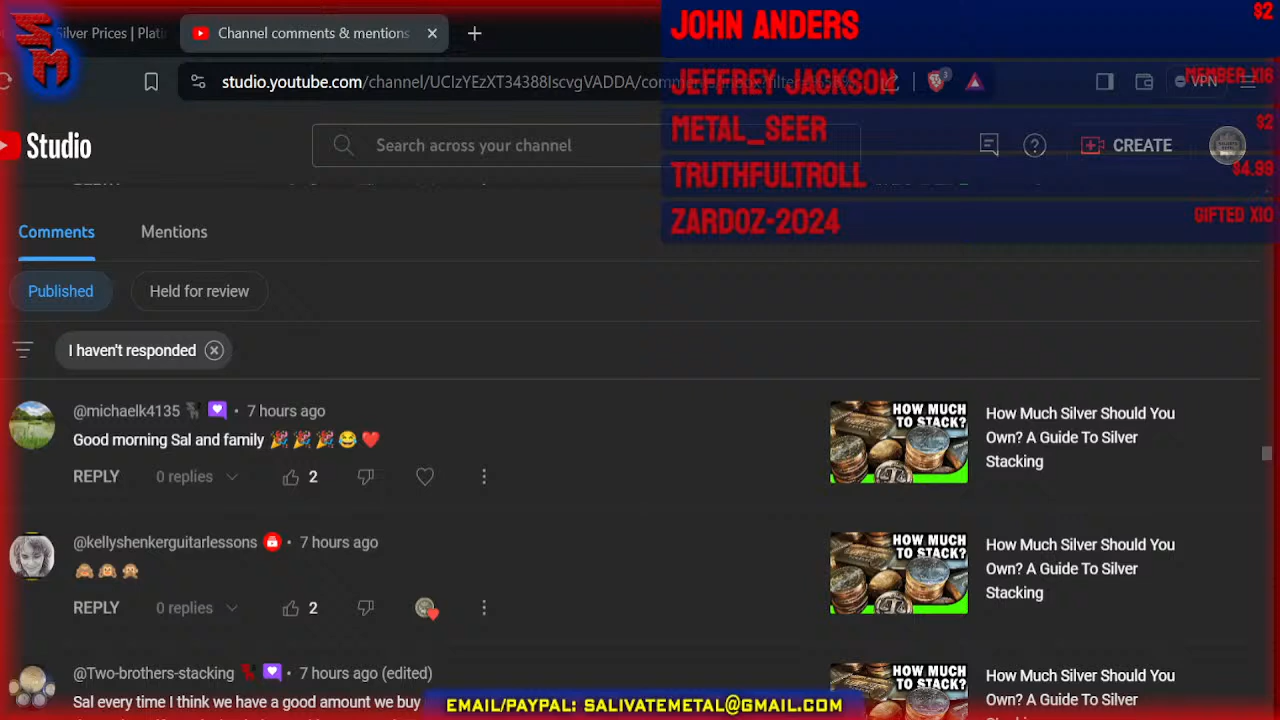 SM
JOHN ANDERS $2
Silver Prices | Plati
Channel comments & mentions
studio.youtube.com/channel/UCIzYEzXT34388IscvgVADDA/comm
JEFFREY JACKSON MEMBER X16
VPN
METAL_SEER $2
Studio
Search across your channel
CREATE
TRUTHFULTROLL $4.99
ZARDOZ-2024 GIFTED X10
Comments
Mentions
Published
Held for review
I haven't responded
@michaelk4135 • 7 hours ago
Good morning Sal and family 🎉 🎉 🎉 😂 ❤️
REPLY
0 replies
2
HOW MUCH
TO STACK?
How Much Silver Should You
Own? A Guide To Silver
Stacking
@kellyshenkerguitarlessons • 7 hours ago
🙈 🙉 🙊
REPLY
0 replies
2
HOW MUCH
TO STACK?
How Much Silver Should You
Own? A Guide To Silver
Stacking
@Two-brothers-stacking • 7 hours ago (edited)
Sal every time I think we have a good amount we buy
HOW MUCH
TO STACK?
How Much Silver Should You
Own? A Guide To Silver
EMAIL/PAYPAL: SALIVATEMETAL@GMAIL.COM